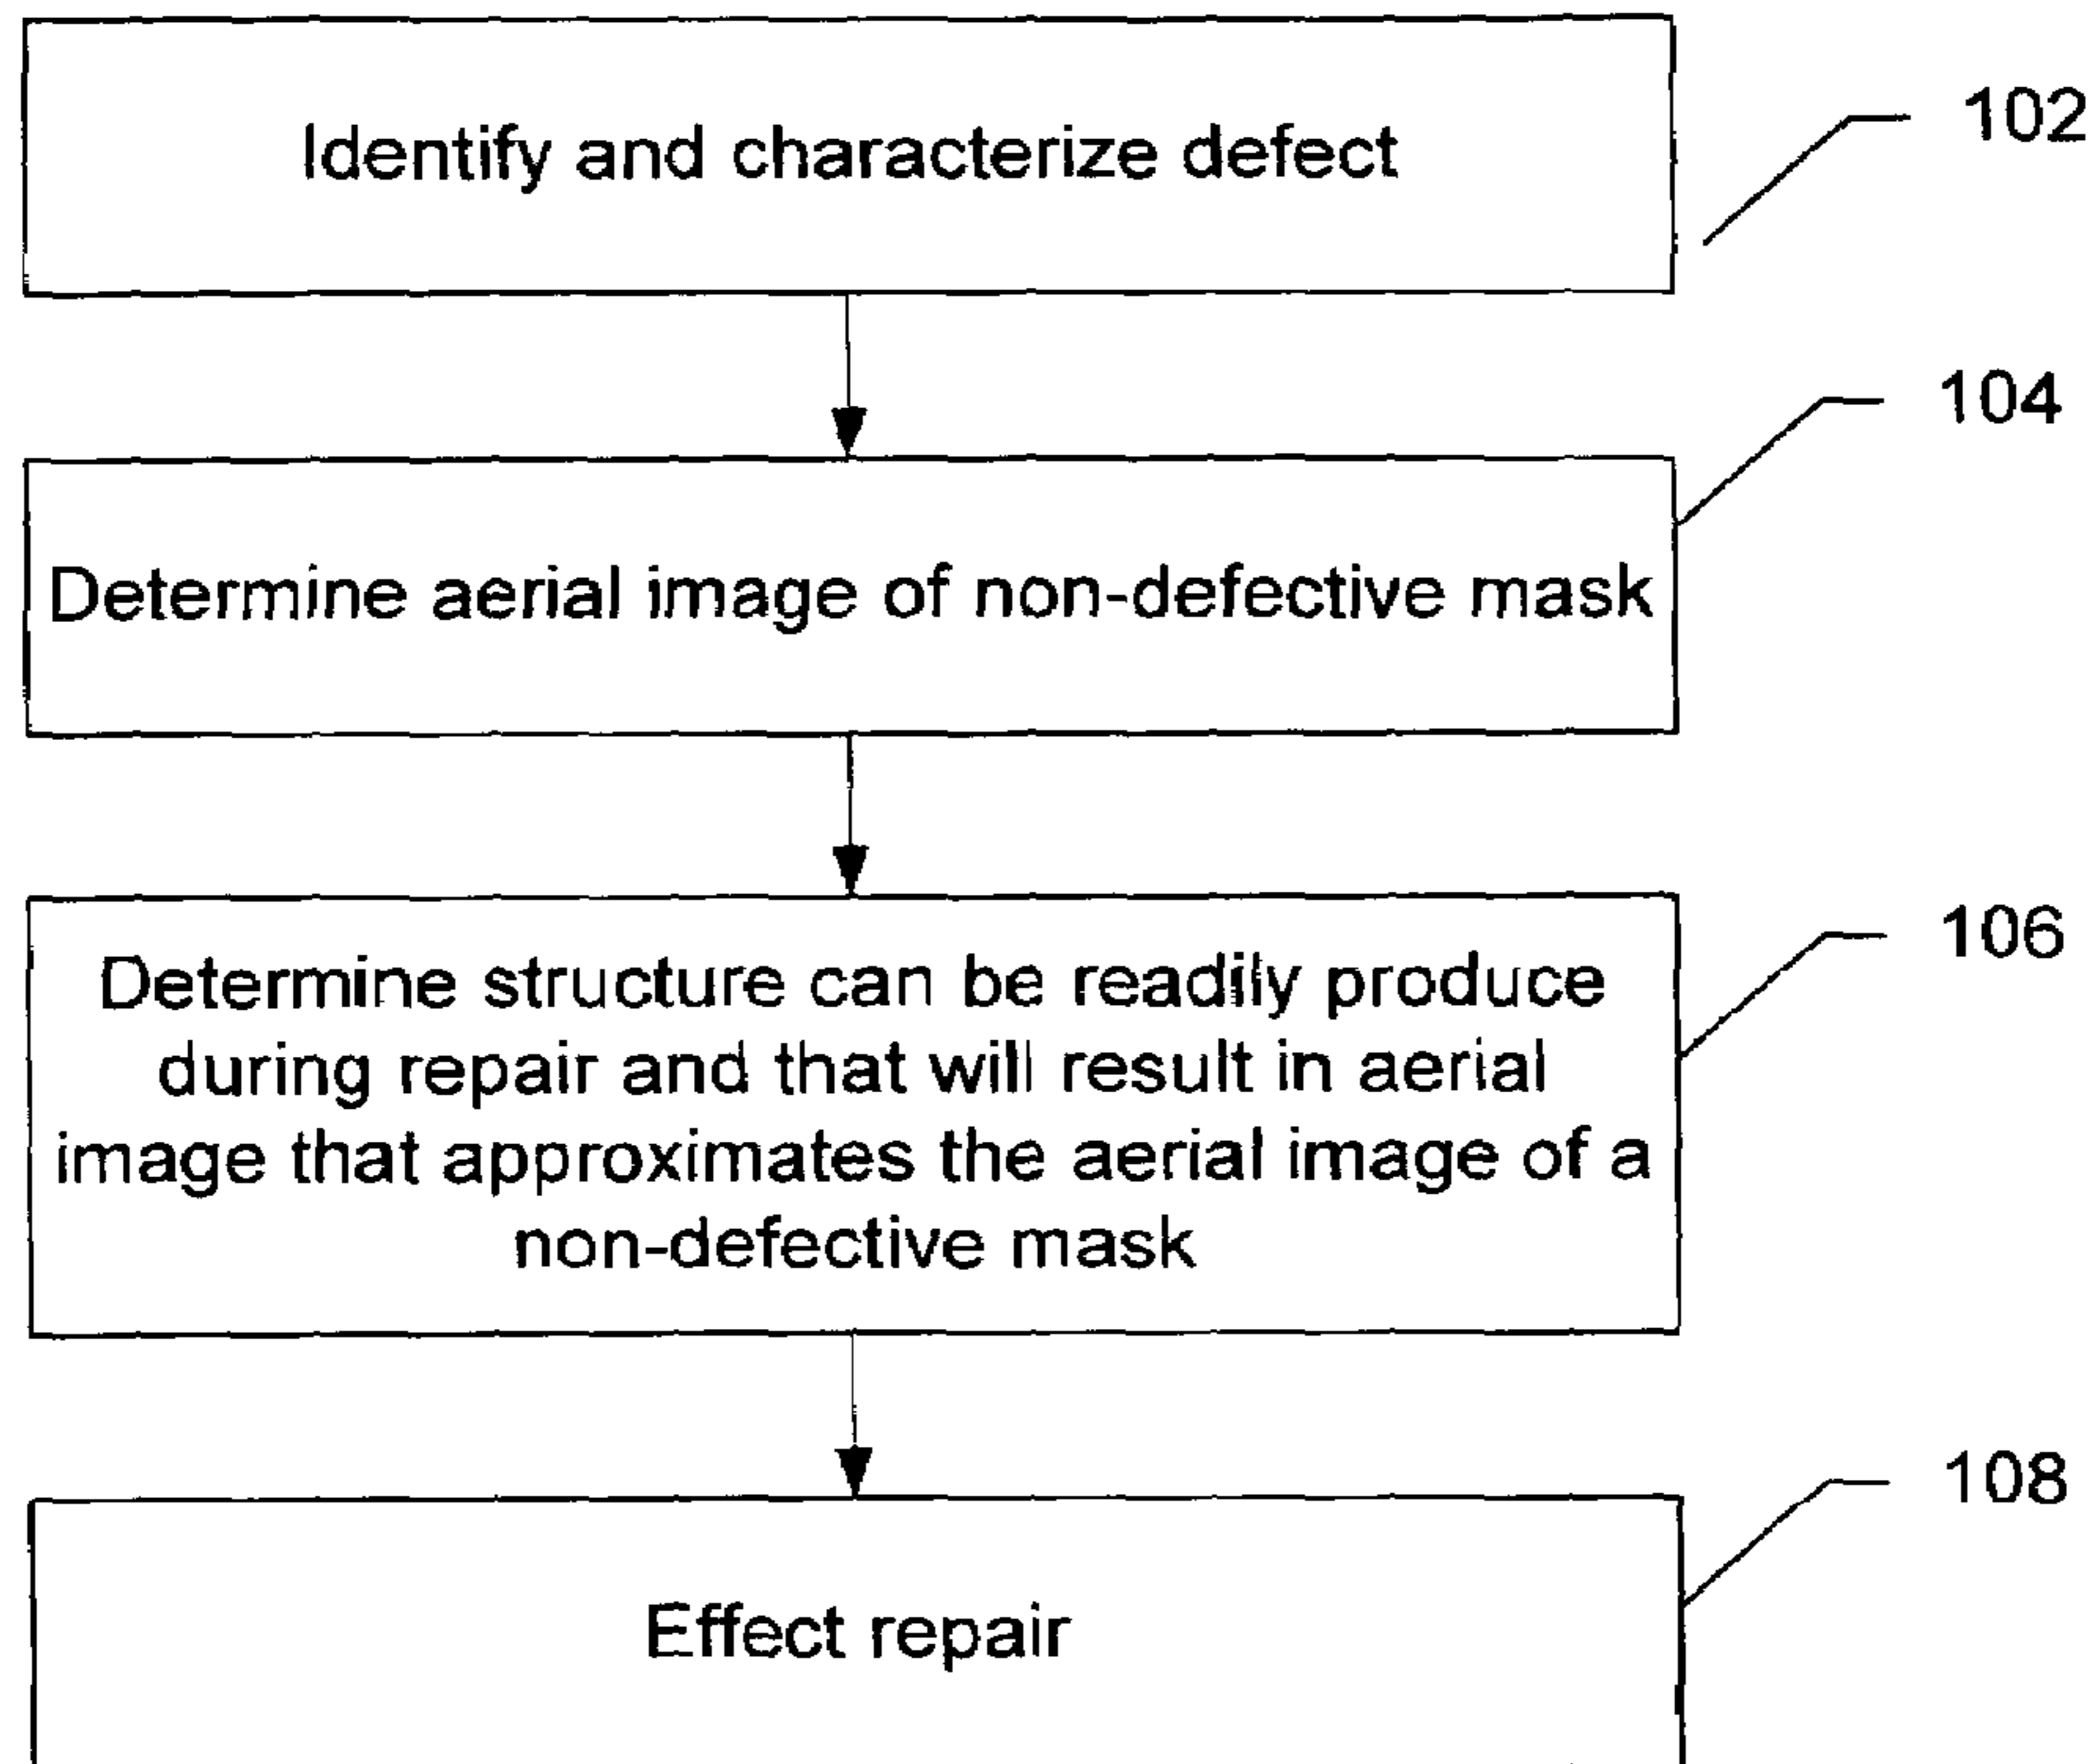 Identify and characterize defect
102
104
Determine aerial image of non-defective mask
106
Determine structure can be readily produce
during repair and that will result in aerial
image that approximates the aerial image of a
non-defective mask
108
Effect repair